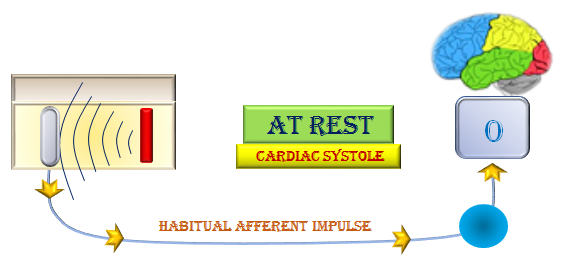 AT REST
CARDIAC SYSTOLE
0
HABITUAL AFFERENT IMPULSE